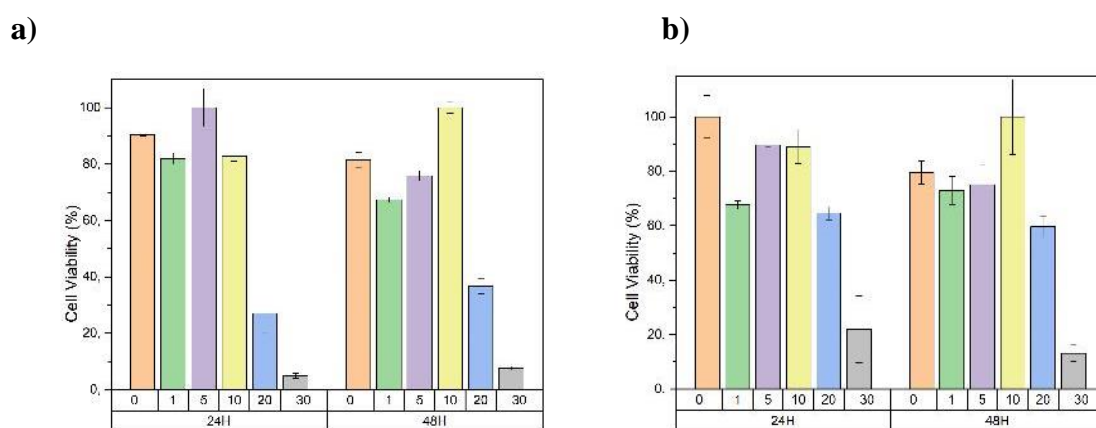 a)
b)
Cell Viability (%)
100
80,
60,
40,
20,
0,
0 1 5 10 20 30 0 1 5 10 20 30
24H 48H
Cell Viability (%)
100
80.
60.
40.
20.
0.
0 1 5 10 20 30 0 1 5 10 20 30
24H 48H